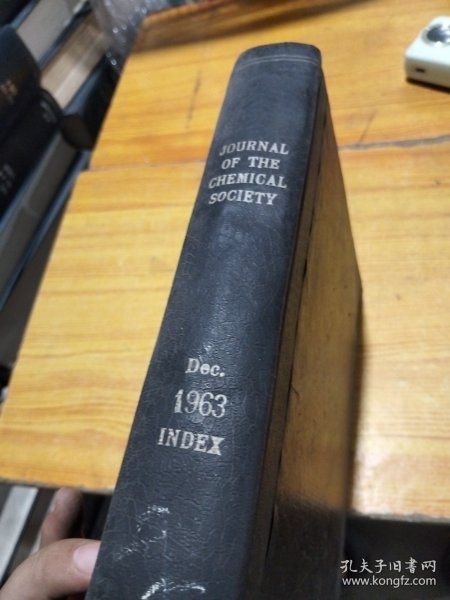 JOURNAL
OF THE
CHEMICAL
SOCIETY
Dec.
1963
INDEX
孔夫子旧书网
www.kongfz.com